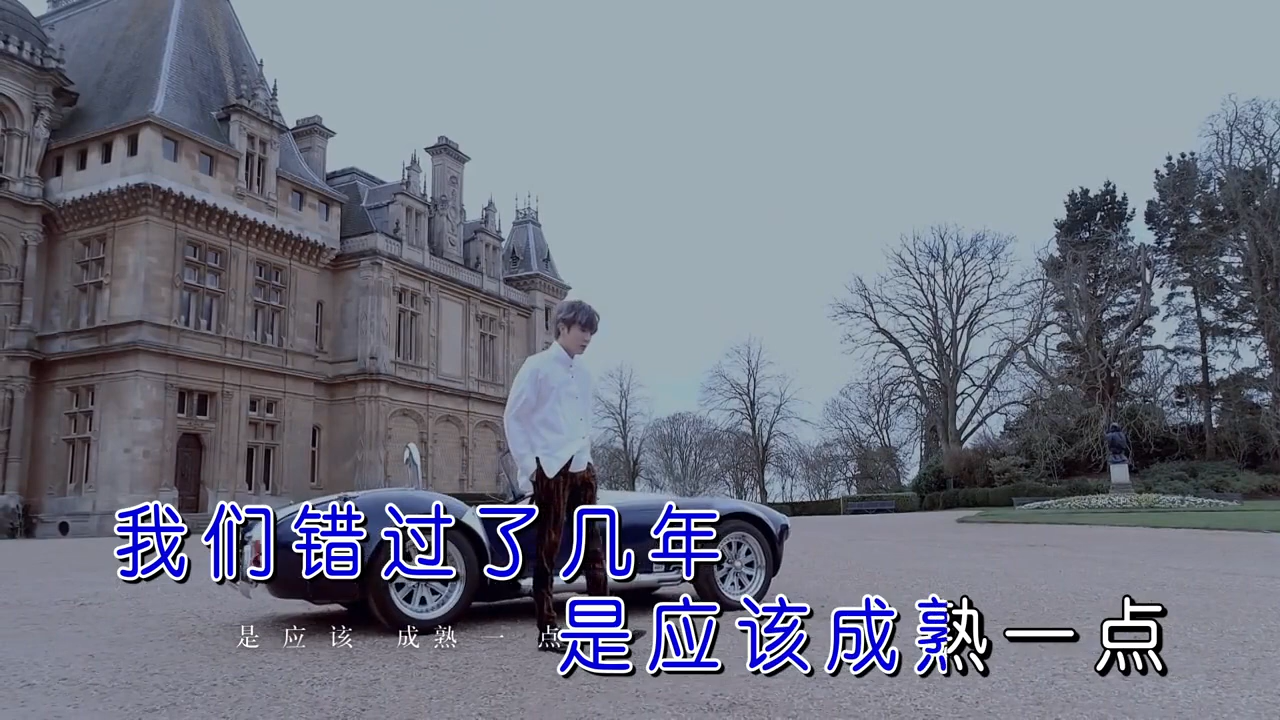 我们错过了几年
是应该 成熟一点
是应该成熟一点